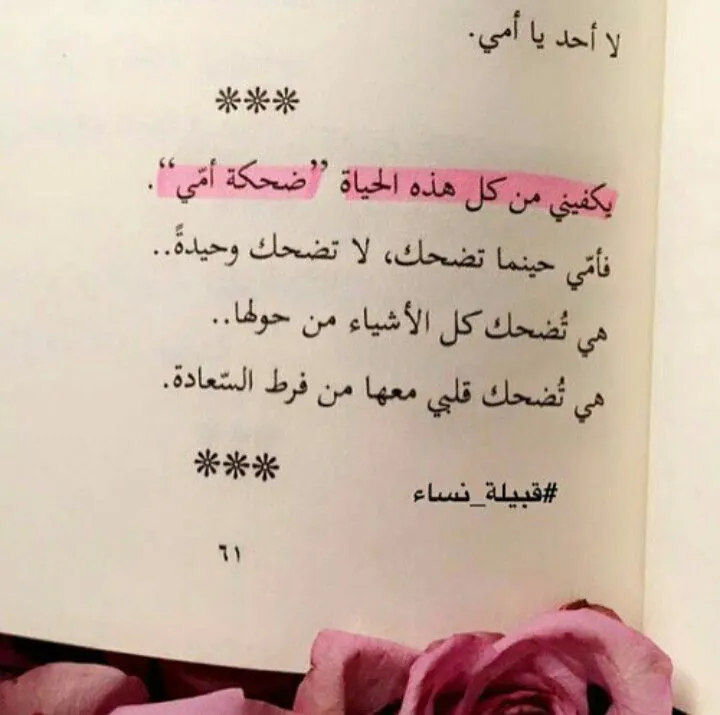 لا أحد يا أمي.
❊❊❊
يكفيني من كل هذه الحياة ”ضحكة أمّي“.
فأمّي حينما تضحك، لا تضحك وحيدةً..
هي تُضحك كل الأشياء من حولها..
هي تُضحك قلبي معها من فرط السّعادة.
❊❊❊
#قبيلة_نساء
٦١